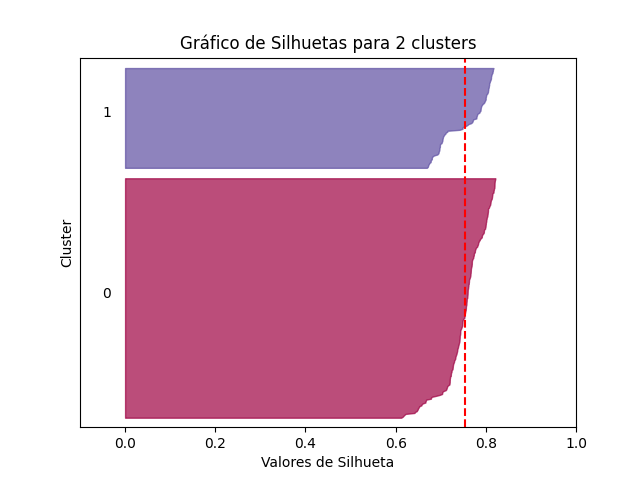 Gráfico de Silhuetas para 2 clusters
1
0
Cluster
0.0 0.2 0.4 0.6 0.8 1.0
Valores de Silhueta